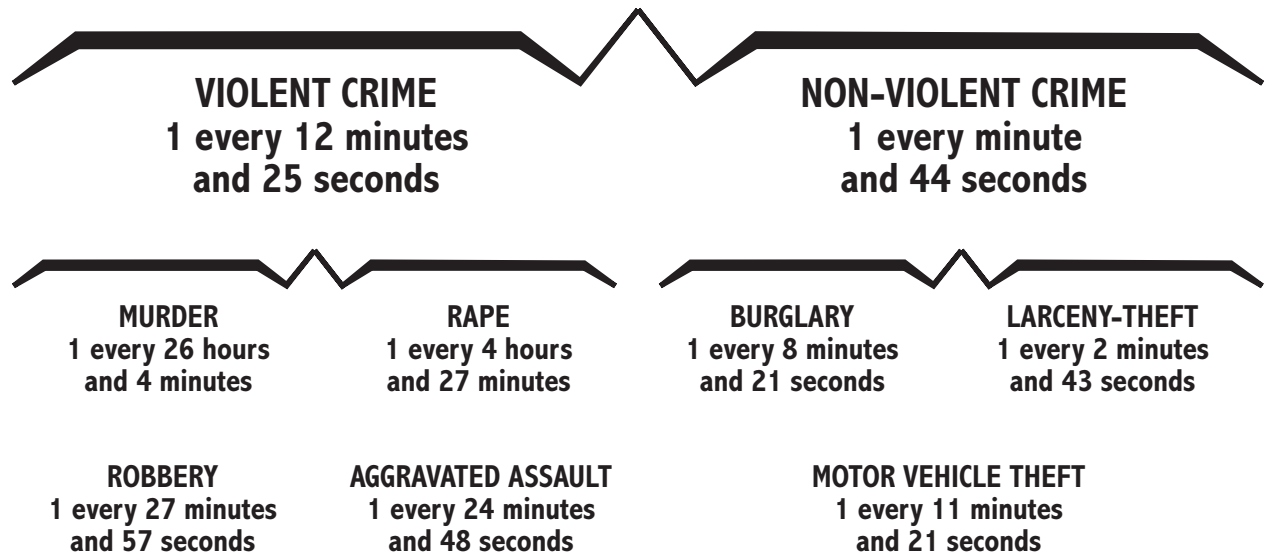 VIOLENT CRIME
1 every 12 minutes
and 25 seconds
NON-VIOLENT CRIME
1 every minute
and 44 seconds
MURDER
1 every 26 hours
and 4 minutes
RAPE
1 every 4 hours
and 27 minutes
BURGLARY
1 every 8 minutes
and 21 seconds
LARCENY-THEFT
1 every 2 minutes
and 43 seconds
ROBBERY
1 every 27 minutes
and 57 seconds
AGGRAVATED ASSAULT
1 every 24 minutes
and 48 seconds
MOTOR VEHICLE THEFT
1 every 11 minutes
and 21 seconds